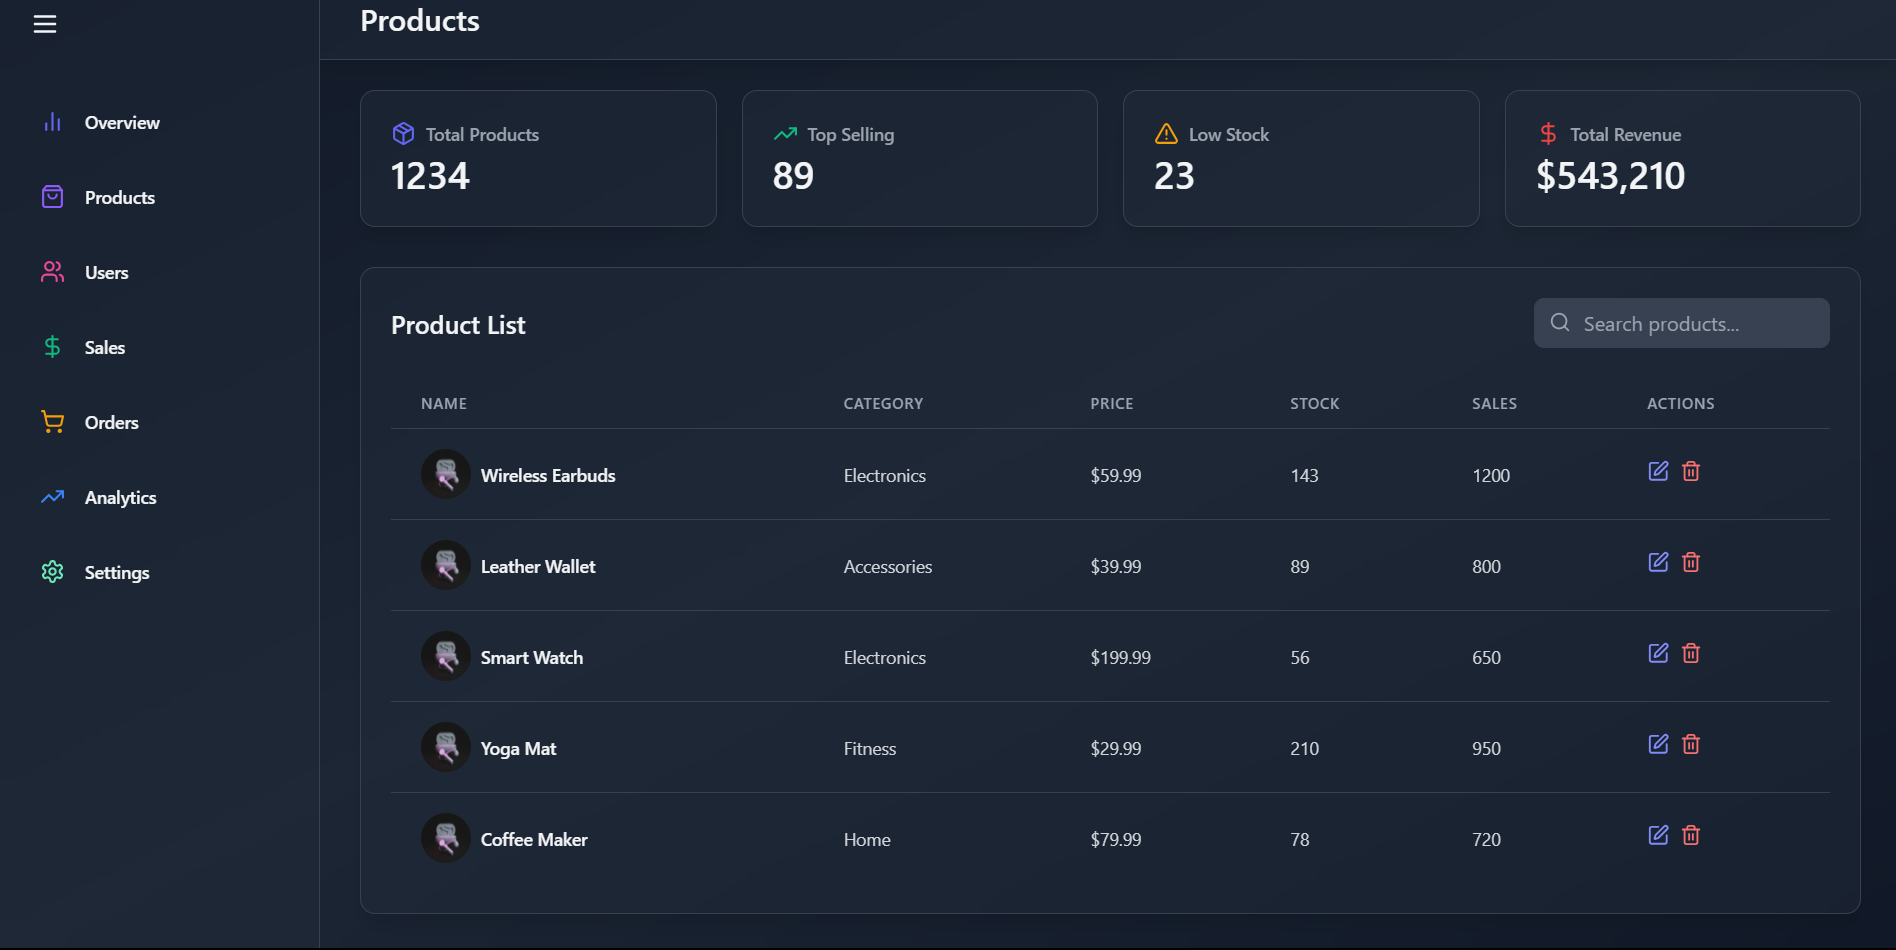 Products
Overview
Products
Users
Sales
Orders
Analytics
Settings
Total Products
1234
Top Selling
89
Low Stock
23
Total Revenue
$543,210
Product List
Search products...
NAME CATEGORY PRICE STOCK SALES ACTIONS
Wireless Earbuds Electronics $59.99 143 1200
Leather Wallet Accessories $39.99 89 800
Smart Watch Electronics $199.99 56 650
Yoga Mat Fitness $29.99 210 950
Coffee Maker Home $79.99 78 720